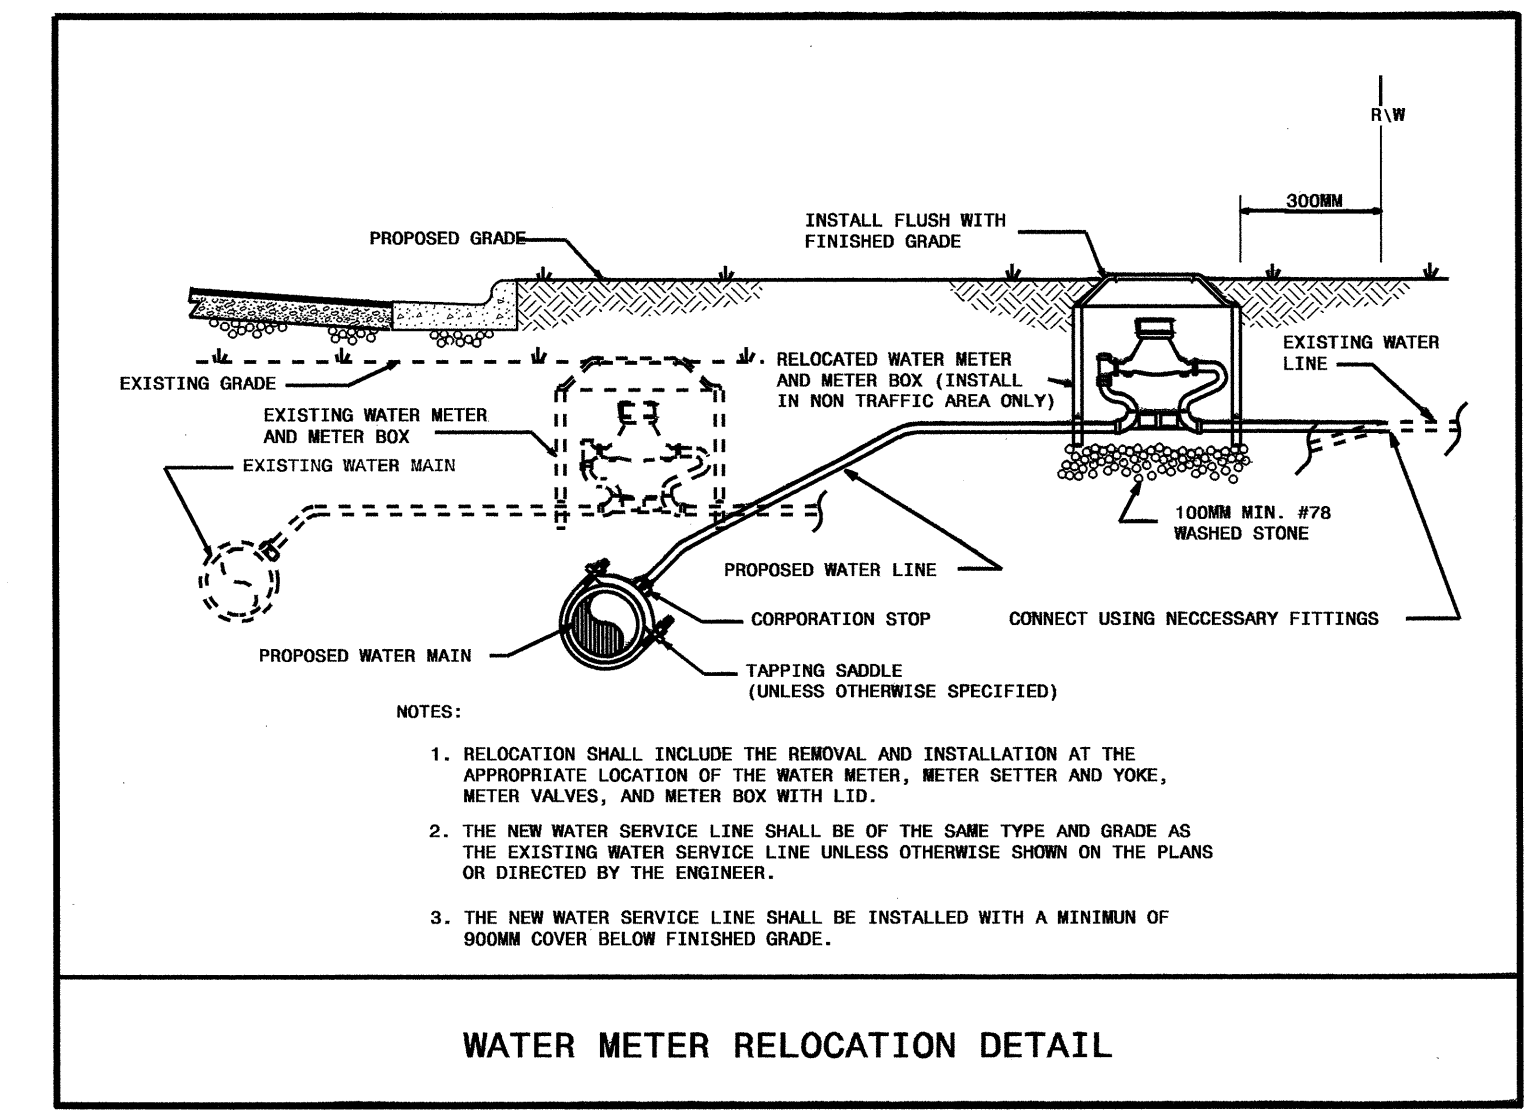 R\W
300MM
INSTALL FLUSH WITH
FINISHED GRADE
PROPOSED GRADE
EXISTING WATER
LINE
RELOCATED WATER METER
AND METER BOX (INSTALL
IN NON TRAFFIC AREA ONLY)
EXISTING GRADE
EXISTING WATER METER
AND METER BOX
EXISTING WATER MAIN
100MM MIN. #78
WASHED STONE
PROPOSED WATER LINE
CORPORATION STOP
CONNECT USING NECCESSARY FITTINGS
PROPOSED WATER MAIN
TAPPING SADDLE
(UNLESS OTHERWISE SPECIFIED)
NOTES:
1. RELOCATION SHALL INCLUDE THE REMOVAL AND INSTALLATION AT THE
APPROPRIATE LOCATION OF THE WATER METER, METER SETTER AND YOKE,
METER VALVES, AND METER BOX WITH LID.
2. THE NEW WATER SERVICE LINE SHALL BE OF THE SAME TYPE AND GRADE AS
THE EXISTING WATER SERVICE LINE UNLESS OTHERWISE SHOWN ON THE PLANS
OR DIRECTED BY THE ENGINEER.
3. THE NEW WATER SERVICE LINE SHALL BE INSTALLED WITH A MINIMUN OF
900MM COVER BELOW FINISHED GRADE.
WATER METER RELOCATION DETAIL